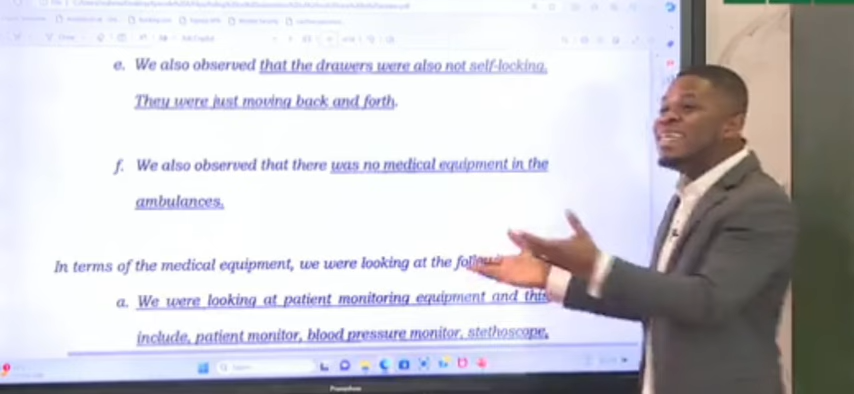 e. We also observed that the drawers were also not self-locking.
They were just moving back and forth.
f. We also observed that there was no medical equipment in the
ambulances.
In terms of the medical equipment, we were looking at the
a. We were looking at patient monitoring equipment and this
include, patient monitor, blood pressure monitor, stethoscope,